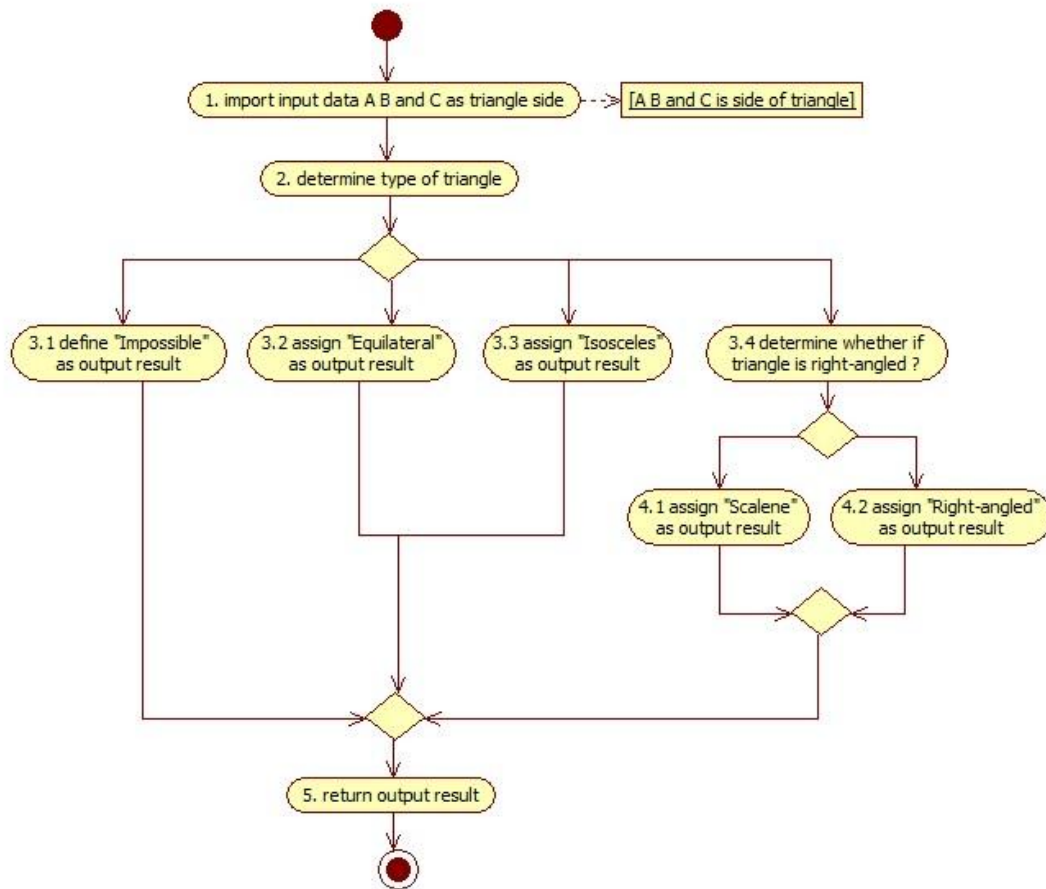 1. import input data A B and C as triangle side
[A B and C is side of triangle]
2. determine type of triangle
3.1 define "Impossible"
as output result
3.2 assign "Equilateral"
as output result
3.3 assign "Isosceles"
as output result
3.4 determine whether if
triangle is right-angled ?
4.1 assign "Scalene"
as output result
4.2 assign "Right-angled"
as output result
5. return output result